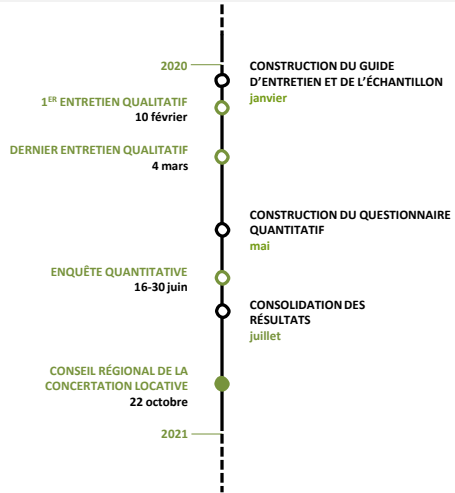 2020
CONSTRUCTION DU GUIDE
D'ENTRETIEN ET DE L'ÉCHANTILLON
janvier
1ER ENTRETIEN QUALITATIF
10 février
DERNIER ENTRETIEN QUALITATIF
4 mars
CONSTRUCTION DU QUESTIONNAIRE
QUANTITATIF
mai
ENQUÊTE QUANTITATIVE
16-30 juin
CONSOLIDATION DES
RÉSULTATS
juillet
CONSEIL RÉGIONAL DE LA
CONCERTATION LOCATIVE
22 octobre
2021